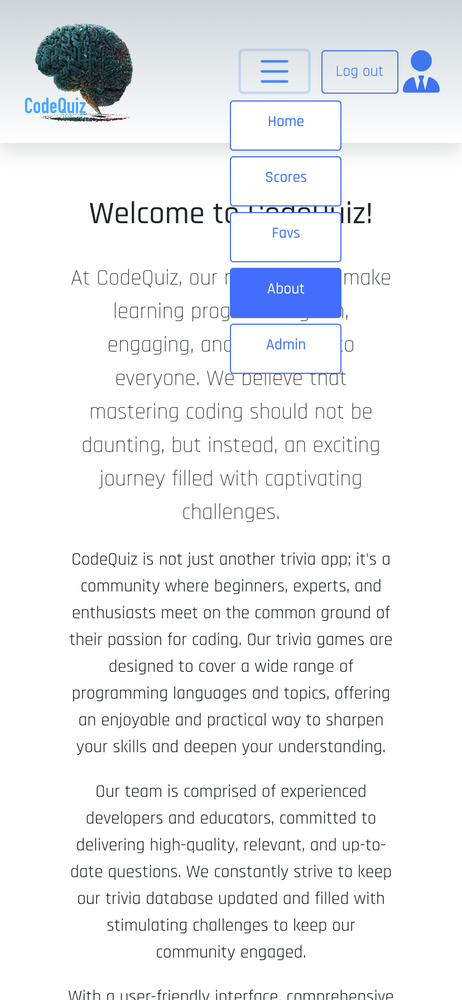 CodeQuiz
Log out
Home
Scores
Favs
About
Admin
Welcome to CodeQuiz!
At CodeQuiz, our make
learning
engaging, and to
everyone. We believe that
mastering coding should not be
daunting, but instead, an exciting
journey filled with captivating
challenges.
CodeQuiz is not just another trivia app; it's a
community where beginners, experts, and
enthusiasts meet on the common ground of
their passion for coding. Our trivia games are
designed to cover a wide range of
programming languages and topics, offering
an enjoyable and practical way to sharpen
your skills and deepen your understanding.
Our team is comprised of experienced
developers and educators, committed to
delivering high-quality, relevant, and up-to-
date questions. We constantly strive to keep
our trivia database updated and filled with
stimulating challenges to keep our
community engaged.
With a user-friendly interface, comprehensive